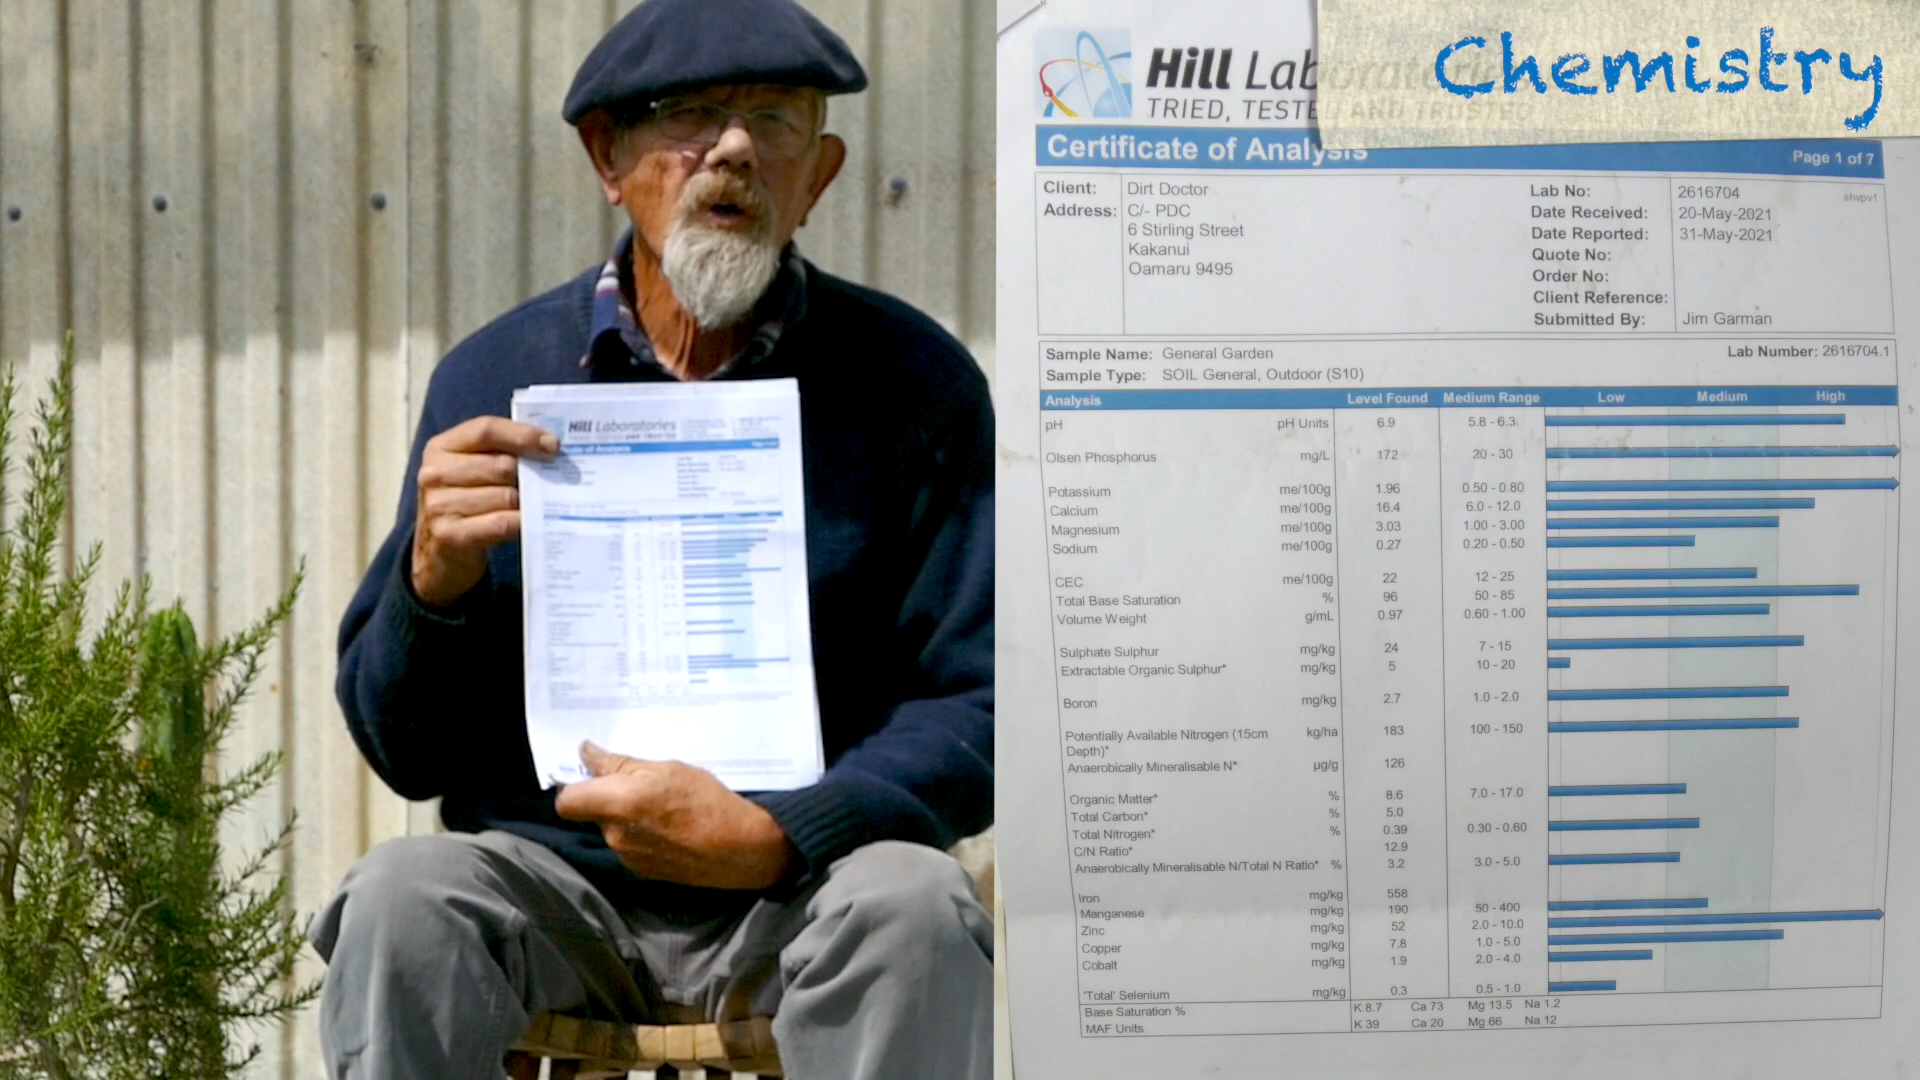 Chemistry
Hill Laboratories
TRIED, TESTED AND TRUSTED
Certificate of Analysis
Page 1 of 7
Client: Dirt Doctor
Address: C/- PDC
6 Stirling Street
Kakanui
Oamaru 9495
Lab No: 2616704
shvpv1
Date Received: 20-May-2021
Date Reported: 31-May-2021
Quote No:
Order No:
Client Reference:
Submitted By: Jim Garman
Sample Name: General Garden
Lab Number: 2616704.1
Sample Type: SOIL General, Outdoor (S10)
Analysis Level Found Medium Range Low Medium High
pH pH Units 6.9 5.8 - 6.3
Olsen Phosphorus mg/L 172 20 - 30
Potassium me/100g 1.96 0.50 - 0.80
Calcium me/100g 16.4 6.0 - 12.0
Magnesium me/100g 3.03 1.00 - 3.00
Sodium me/100g 0.27 0.20 - 0.50
CEC me/100g 22 12 - 25
Total Base Saturation % 96 50 - 85
Volume Weight g/mL 0.97 0.60 - 1.00
Sulphate Sulphur mg/kg 24 7 - 15
Extractable Organic Sulphur* mg/kg 5 10 - 20
Boron mg/kg 2.7 1.0 - 2.0
Potentially Available Nitrogen (15cm kg/ha 183 100 - 150
Depth)*
Anaerobically Mineralisable N* µg/g 126
Organic Matter* % 8.6 7.0 - 17.0
Total Carbon* % 5.0
Total Nitrogen* % 0.39 0.30 - 0.60
C/N Ratio* 12.9
Anaerobically Mineralisable N/Total N Ratio* % 3.2 3.0 - 5.0
Iron mg/kg 558
Manganese mg/kg 190 50 - 400
Zinc mg/kg 52 2.0 - 10.0
Copper mg/kg 7.8 1.0 - 5.0
Cobalt mg/kg 1.9 2.0 - 4.0
'Total' Selenium mg/kg 0.3 0.5 - 1.0
Base Saturation % K 8.7 Ca 73 Mg 13.5 Na 1.2
MAF Units K 39 Ca 20 Mg 66 Na 12
Hill Laboratories